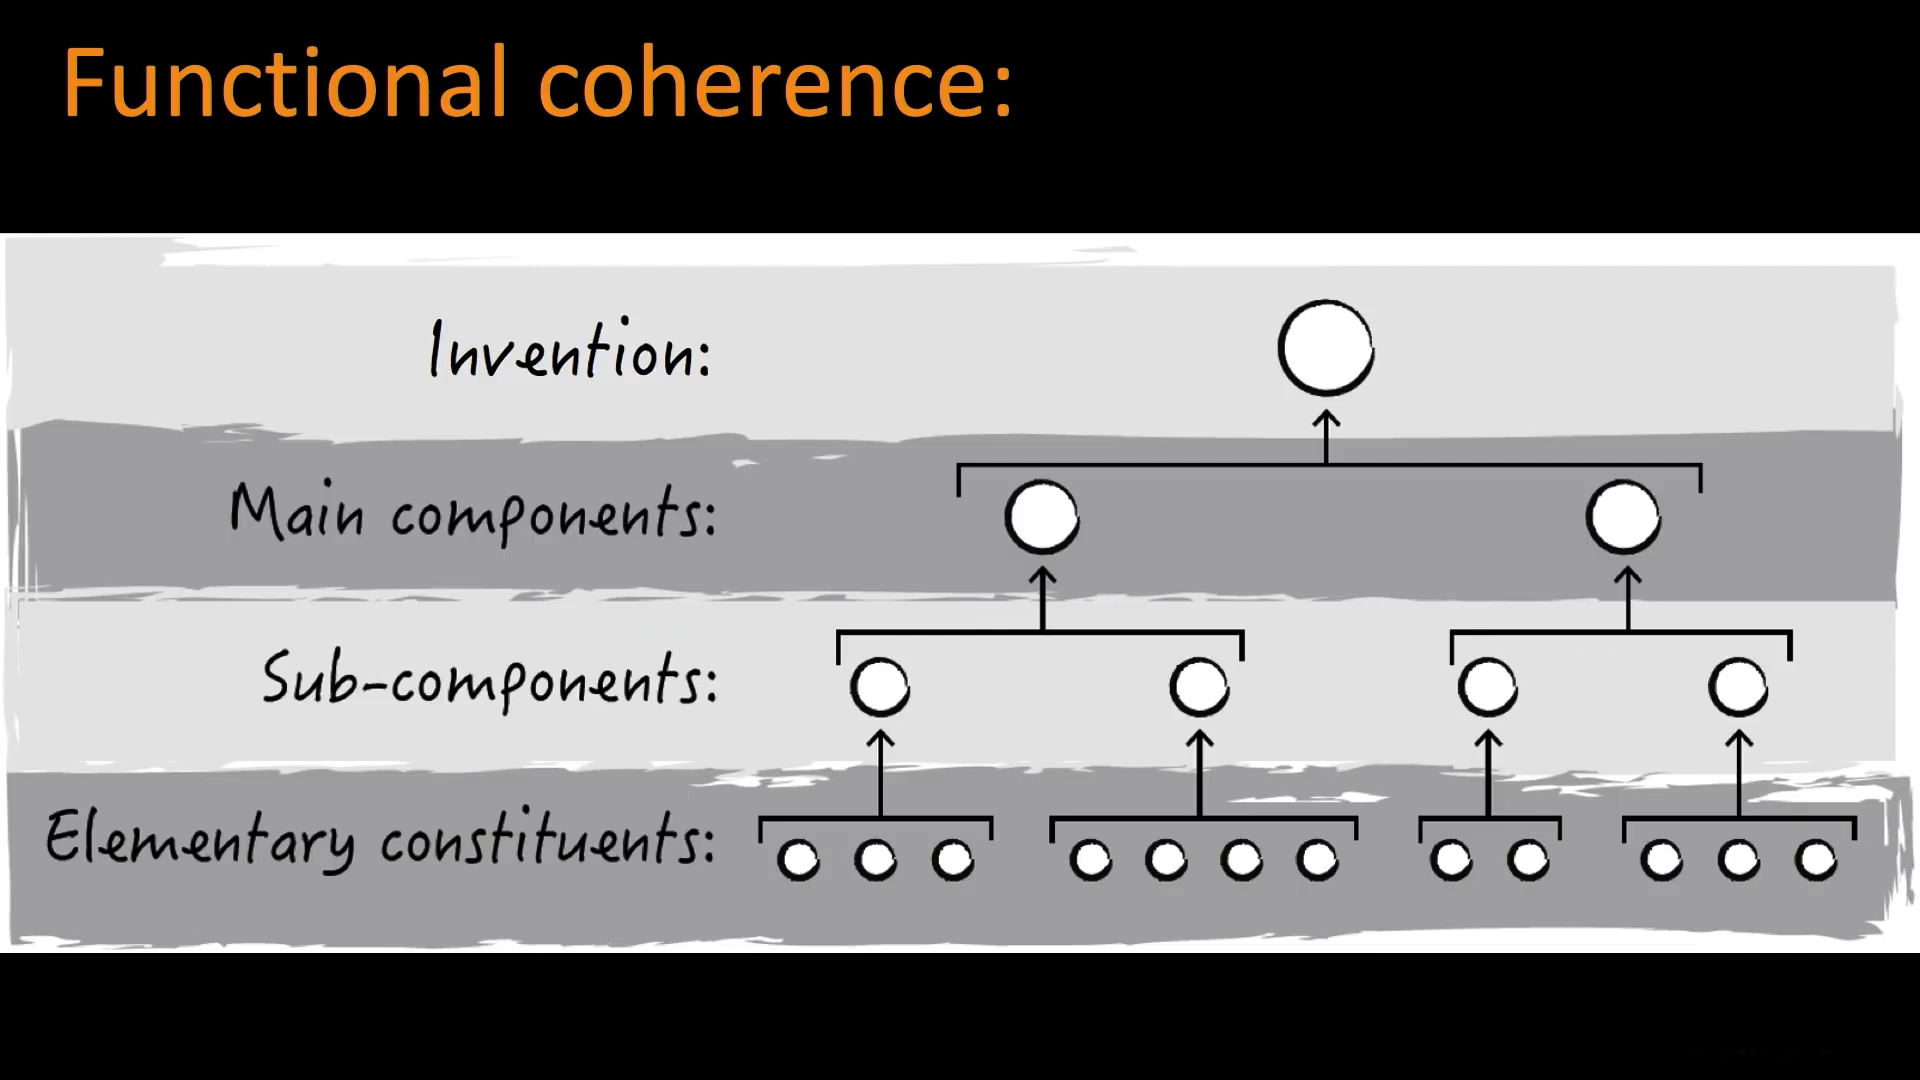 Functional coherence:
Invention:
Main components:
Sub-components:
Elementary constituents: